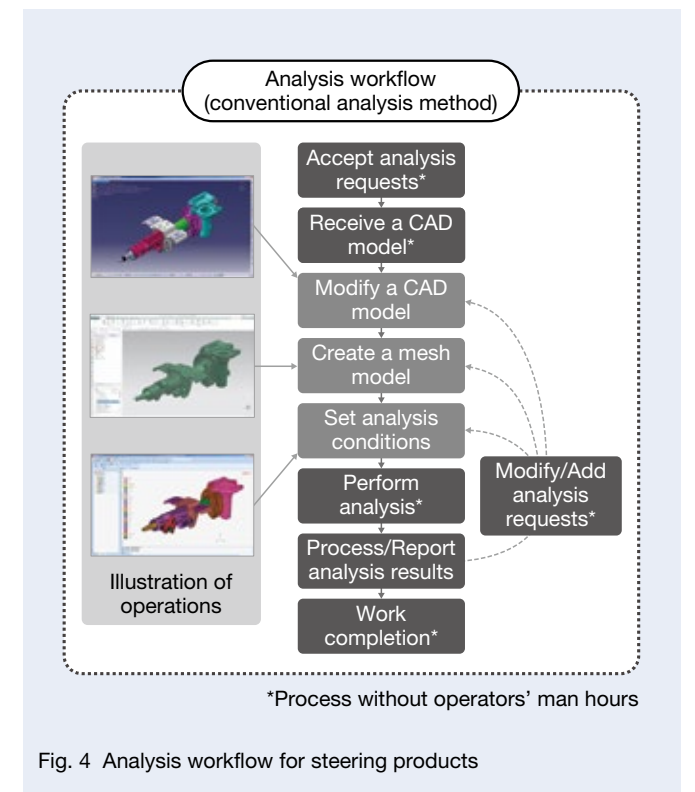 Analysis workflow
(conventional analysis method)
Accept analysis
requests*
Receive a CAD
model*
Modify a CAD
model
Create a mesh
model
Set analysis
conditions
Perform
analysis*
Modify/Add
analysis
requests*
Process/Report
analysis results
Work
completion*
Illustration of
operations
*Process without operators’ man hours
Fig. 4 Analysis workflow for steering products